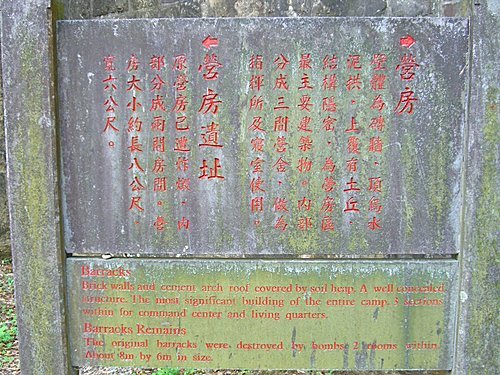 營房
牆體為磚牆，頂為水
泥拱，上覆有土丘，
結構隱密，為營房區
最主要建築物。內部
分成三間營舍，做為
指揮所及寢室使用。
營房遺址
原營房已遭炸燬，內
部分成兩間房間。營
房大小約長八公尺，
寬六公尺。
Barracks
Brick walls and cement arch roof covered by soil heap. A well concealed
structure. The most significant building of the entire camp. 3 sections
within for command center and living quarters.
Barracks Remains
The original barracks were destroyed by bombs. 2 rooms within.
About 8m by 6m in size.